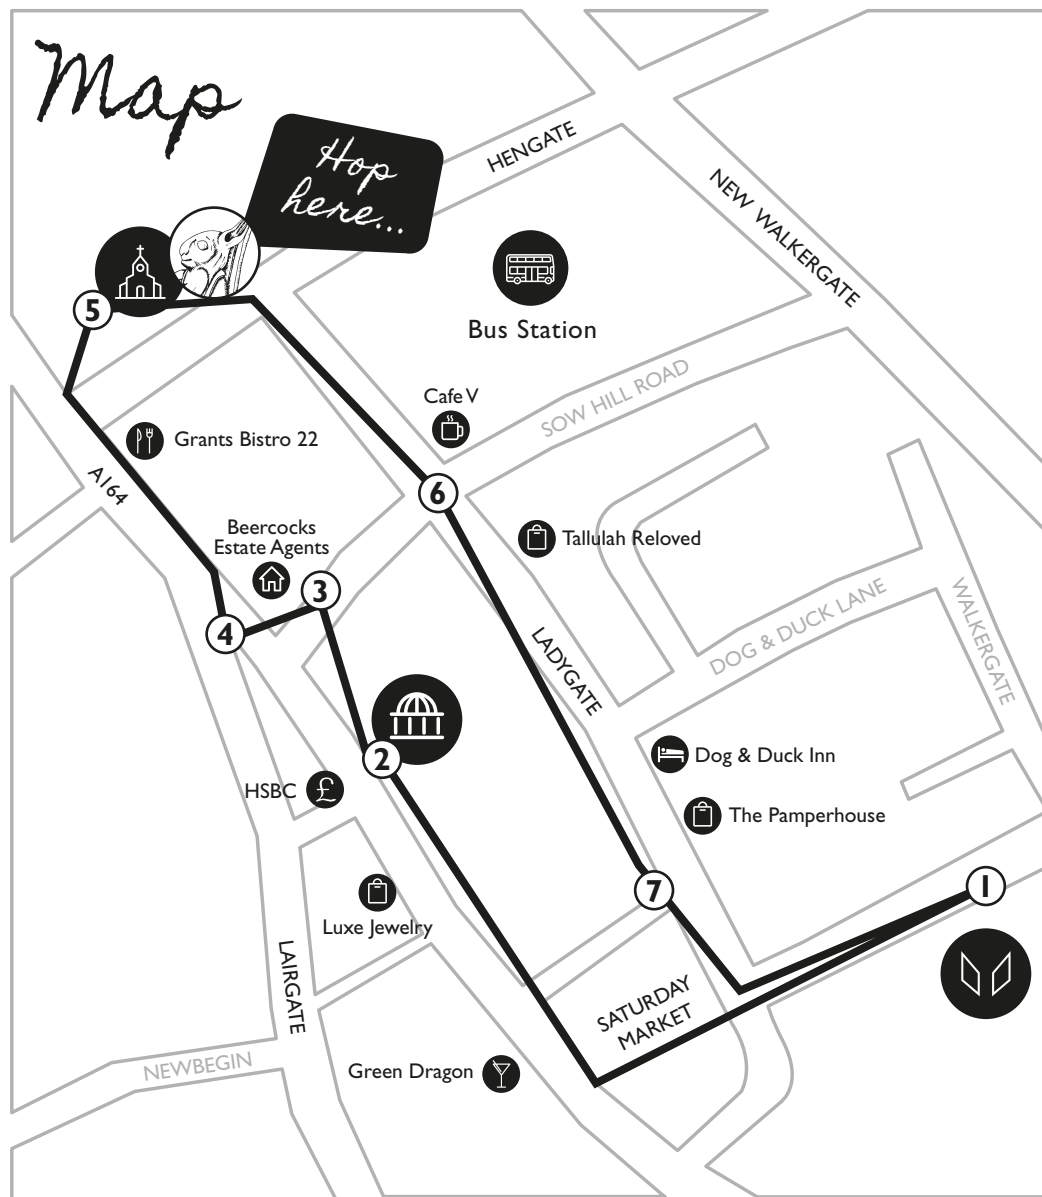 Map
Hop
here...
HENGATE
NEW WALKERGATE
5
Bus Station
Cafe V
SOW HILL ROAD
Grants Bistro 22
A164
6
Beercocks
Estate Agents
Tallulah Reloved
3
4
DOG & DUCK LANE
WALKERGATE
LADYGATE
2
Dog & Duck Inn
HSBC
£
The Pamperhouse
7
1
Luxe Jewelry
LAIRGATE
SATURDAY
MARKET
NEWBEGIN
Green Dragon